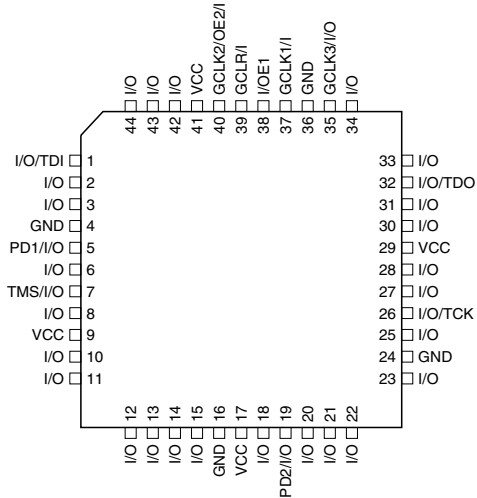 I/O
I/O
I/O
VCC
GCLK2/OE2/I
GCLR/I
I/OE1
GCLK1/I
GND
GCLK3/I/O
I/O
44
43
42
41
40
39
38
37
36
35
34
I/O/TDI 1
I/O 2
I/O 3
GND 4
PD1/I/O 5
I/O 6
TMS/I/O 7
I/O 8
VCC 9
I/O 10
I/O 11
33 I/O
32 I/O/TDO
31 I/O
30 I/O
29 VCC
28 I/O
27 I/O
26 I/O/TCK
25 I/O
24 GND
23 I/O
12
13
14
15
16
17
18
19
20
21
22
I/O
I/O
I/O
I/O
GND
VCC
I/O
PD2/I/O
I/O
I/O
I/O